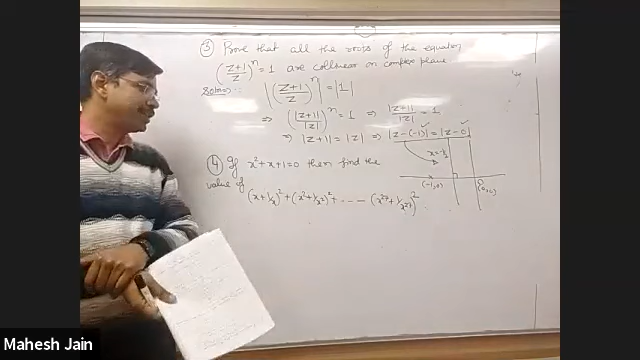 ③ Prove that all the roots of the equation
((z+1)/z)^n = 1 are collinear on complex plane.
Solution:- |((z+1)/z)^n| = |1|
⇒ (|z+1|/|z|)^n = 1 ⇒ |z+1|/|z| = 1
⇒ |z+1| = |z| ⇒ |z-(-1)| = |z-0|
x=-1/2
(-1,0)
(0,0)
④ If x²+x+1=0 then find the
value of (x+1/x)²+(x²+1/x²)²+.....(x²⁷+1/x²⁷)²
Mahesh Jain